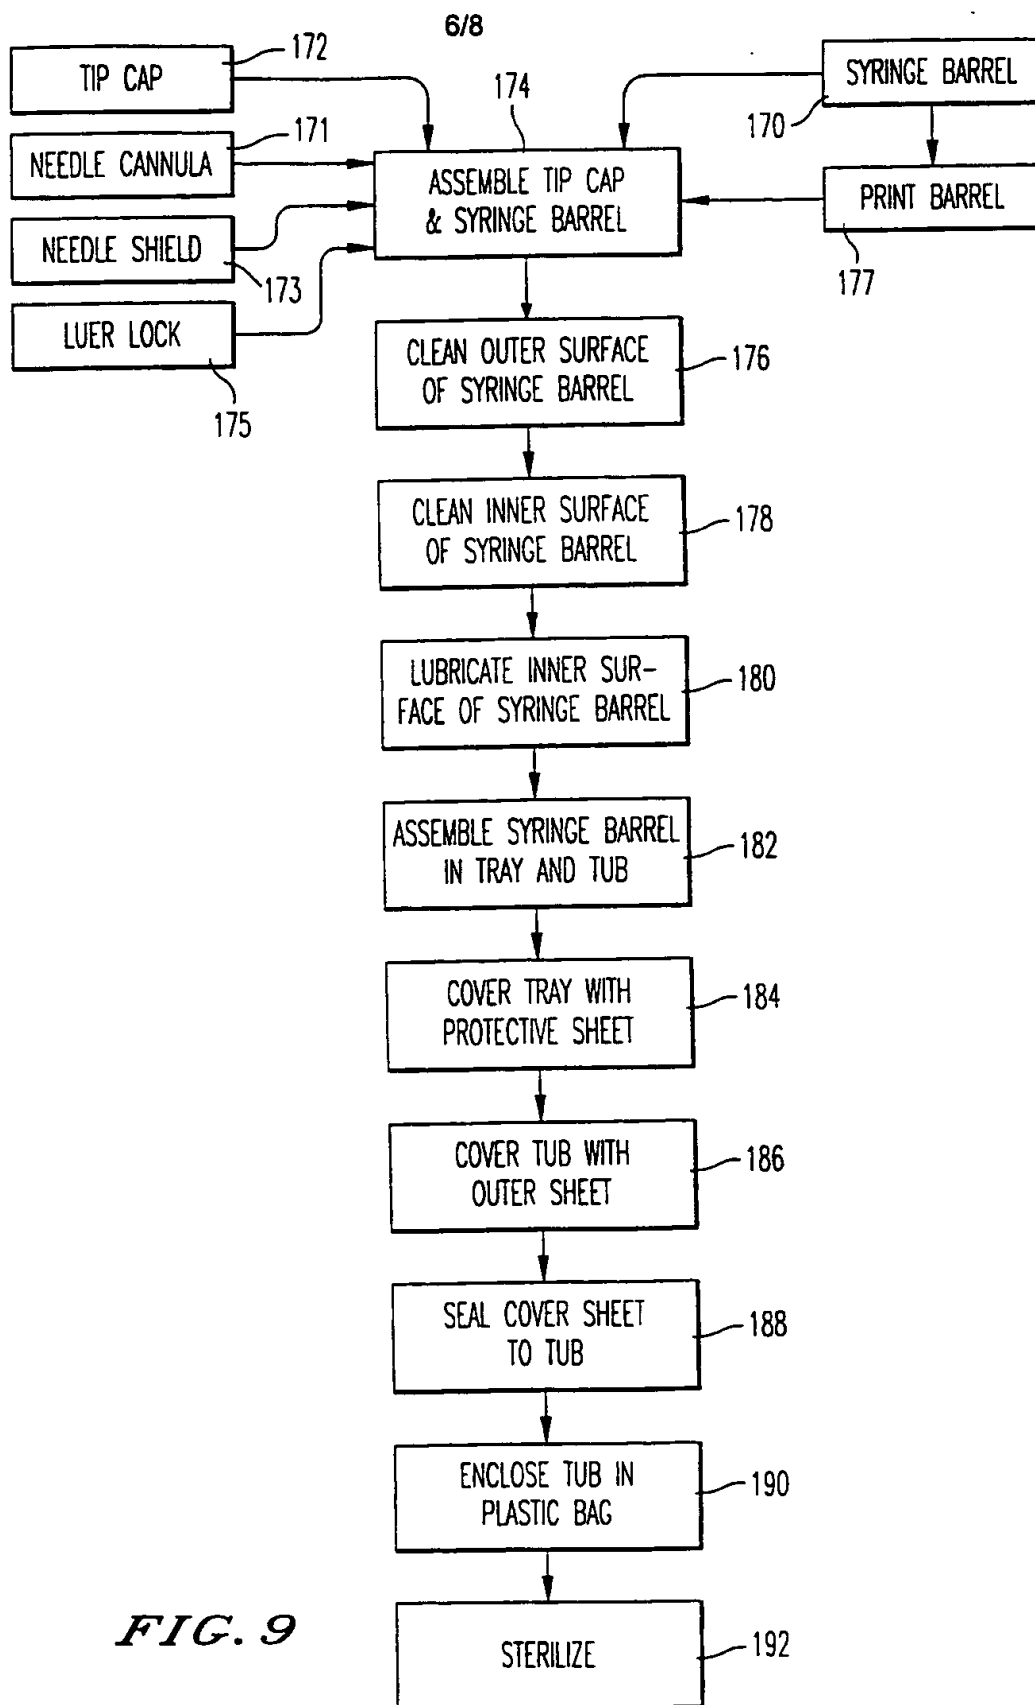 6/8
TIP CAP
172
NEEDLE CANNULA
171
NEEDLE SHIELD
173
LUER LOCK
175
174
ASSEMBLE TIP CAP
& SYRINGE BARREL
SYRINGE BARREL
170
PRINT BARREL
177
CLEAN OUTER SURFACE
OF SYRINGE BARREL
176
CLEAN INNER SURFACE
OF SYRINGE BARREL
178
LUBRICATE INNER SUR-
FACE OF SYRINGE BARREL
180
ASSEMBLE SYRINGE BARREL
IN TRAY AND TUB
182
COVER TRAY WITH
PROTECTIVE SHEET
184
COVER TUB WITH
OUTER SHEET
186
SEAL COVER SHEET
TO TUB
188
ENCLOSE TUB IN
PLASTIC BAG
190
STERILIZE
192
FIG. 9